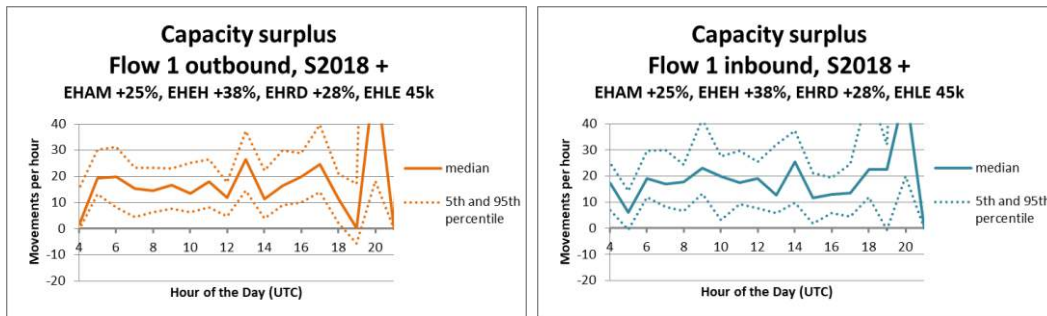 Capacity surplus
Flow 1 outbound, S2018 +
EHAM +25%, EHEH +38%, EHRD +28%, EHLE 45k
Movements per hour
40
30
20
10
0
-10
-20
4 6 8 10 12 14 16 18 20
Hour of the Day (UTC)
median
5th and 95th
percentile
Capacity surplus
Flow 1 inbound, S2018 +
EHAM +25%, EHEH +38%, EHRD +28%, EHLE 45k
Movements per hour
40
30
20
10
0
-10
-20
4 6 8 10 12 14 16 18 20
Hour of the Day (UTC)
median
5th and 95th
percentile